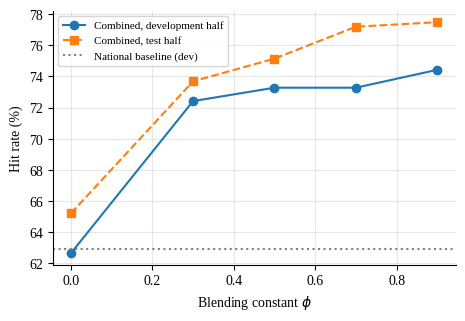 Combined, development half
Combined, test half
National baseline (dev)
Hit rate (%)
78
76
74
72
70
68
66
64
62
0.0 0.2 0.4 0.6 0.8
Blending constant ϕ